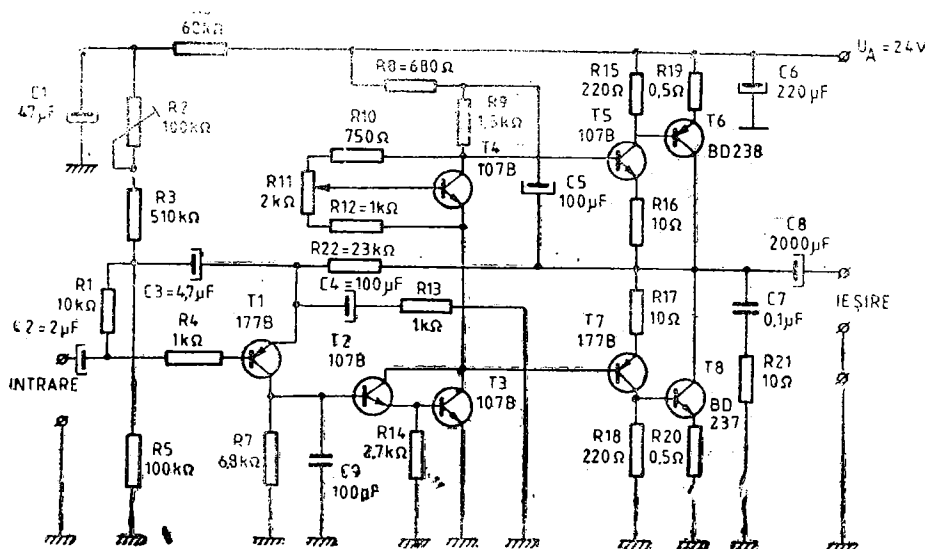 68kΩ
U_A = 24V
R8 = 680Ω
R15
220Ω
R19
0,5Ω
C6
220µF
C1
47µF
R2
100kΩ
R9
1,5kΩ
R10
750Ω
T5
107B
T6
BD238
T4
107B
R11
2kΩ
C5
100µF
R3
510kΩ
R12=1kΩ
R16
10Ω
R22=23kΩ
C8
2000µF
R1
10kΩ
C3=4,7µF
C4=100µF
R13
1kΩ
R17
10Ω
C7
0,1µF
IEȘIRE
C2=2µF
R4
1kΩ
T1
177B
T2
107B
T7
177B
R21
10Ω
INTRARE
T3
107B
T8
BD
237
R5
100kΩ
R7
6,8kΩ
C9
100pF
R14
2,7kΩ
R18
220Ω
R20
0,5Ω